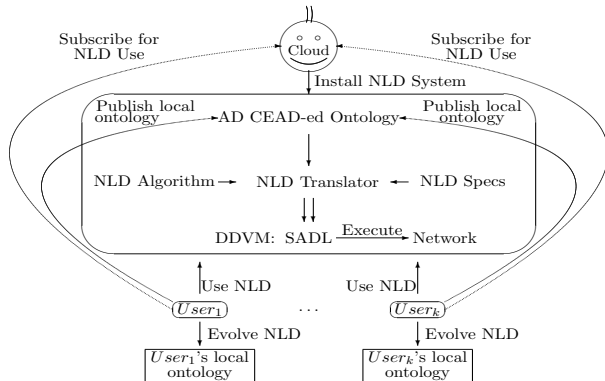 Subscribe for
NLD Use
Cloud
Subscribe for
NLD Use
Install NLD System
Publish local
ontology
Publish local
ontology
AD CEAD-ed Ontology
NLD Algorithm
NLD Translator
NLD Specs
DDVM: SADL
Execute
Network
Use NLD
Use NLD
User₁
...
Userₖ
Evolve NLD
Evolve NLD
User₁'s local
ontology
Userₖ's local
ontology